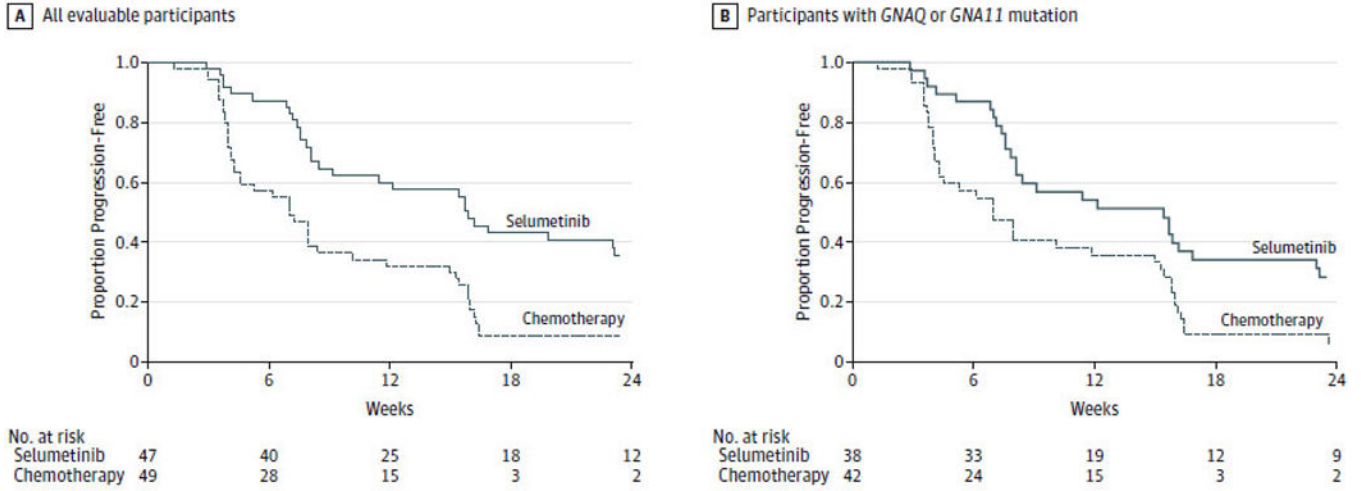 A All evaluable participants
1.0
0.8
0.6
0.4
0.2
0
Proportion Progression-Free
Selumetinib
Chemotherapy
0 6 12 18 24
Weeks
No. at risk
Selumetinib 47 40 25 18 12
Chemotherapy 49 28 15 3 2
B Participants with GNAQ or GNA11 mutation
1.0
0.8
0.6
0.4
0.2
0
Proportion Progression-Free
Selumetinib
Chemotherapy
0 6 12 18 24
Weeks
No. at risk
Selumetinib 38 33 19 12 9
Chemotherapy 42 24 15 3 2